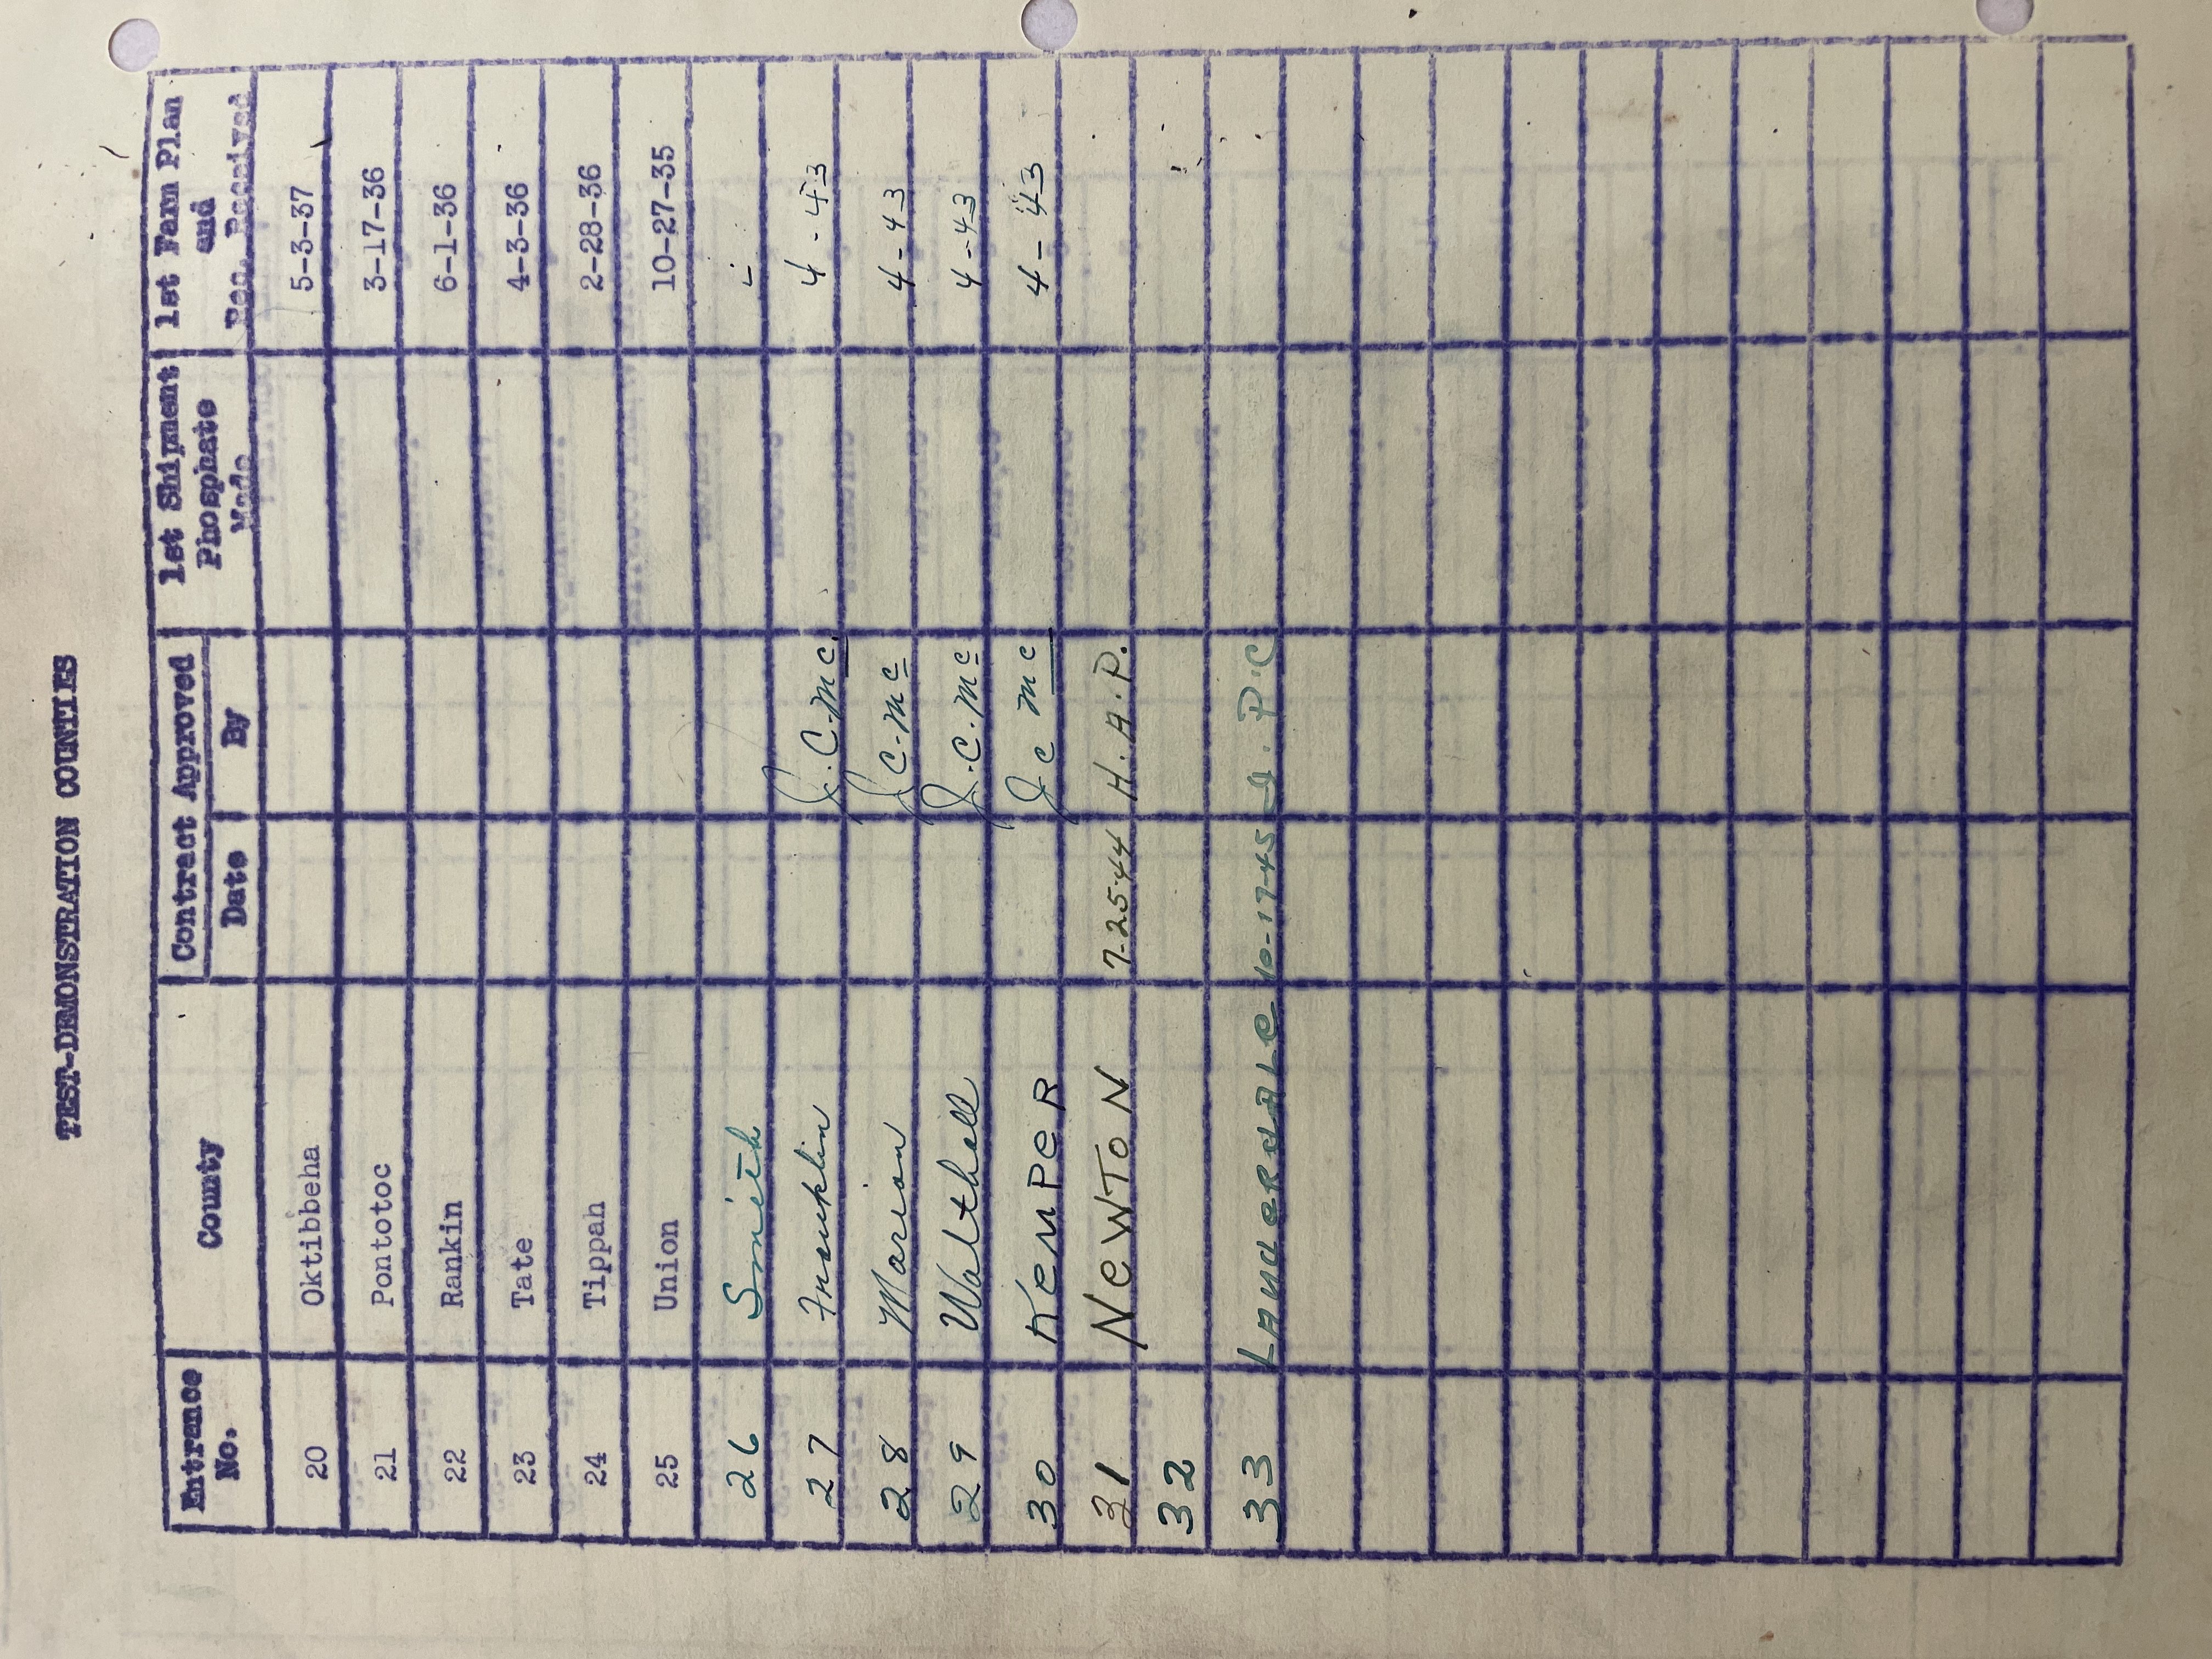 TEST-DEMONSTRATION COUNTIES
Entrance No. County Contract Approved Date By 1st Shipment Phosphate Made 1st Farm Plan and Req. Received
20 Oktibbeha 5-3-37
21 Pontotoc 3-17-36
22 Rankin 6-1-36
23 Tate 4-3-36
24 Tippah 2-28-36
25 Union 10-27-35
26 Smith
27 Franklin J.C.Mc. 4-43
28 Marion J C-Mc 4-43
29 Walthall J.C.Mc 4-43
30 KeMPeR J c Mc 4-43
31 NeWToN 7-25-44 H.A.P.
32
33 LAudeRdALe 10-17-45 P.C